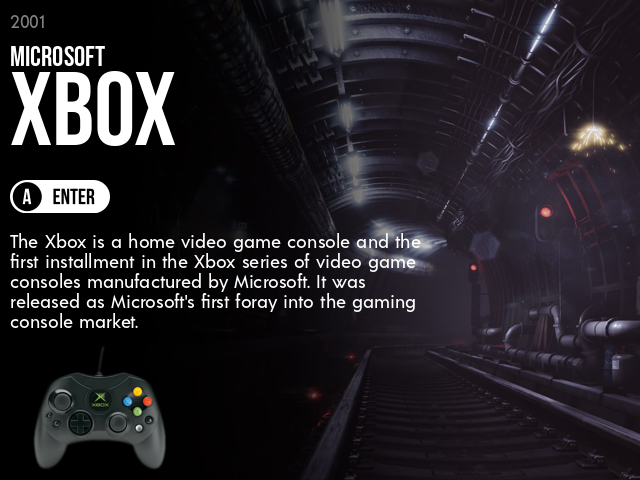 2001
MICROSOFT
XBOX
A ENTER
The Xbox is a home video game console and the
first installment in the Xbox series of video game
consoles manufactured by Microsoft. It was
released as Microsoft's first foray into the gaming
console market.
XBOX